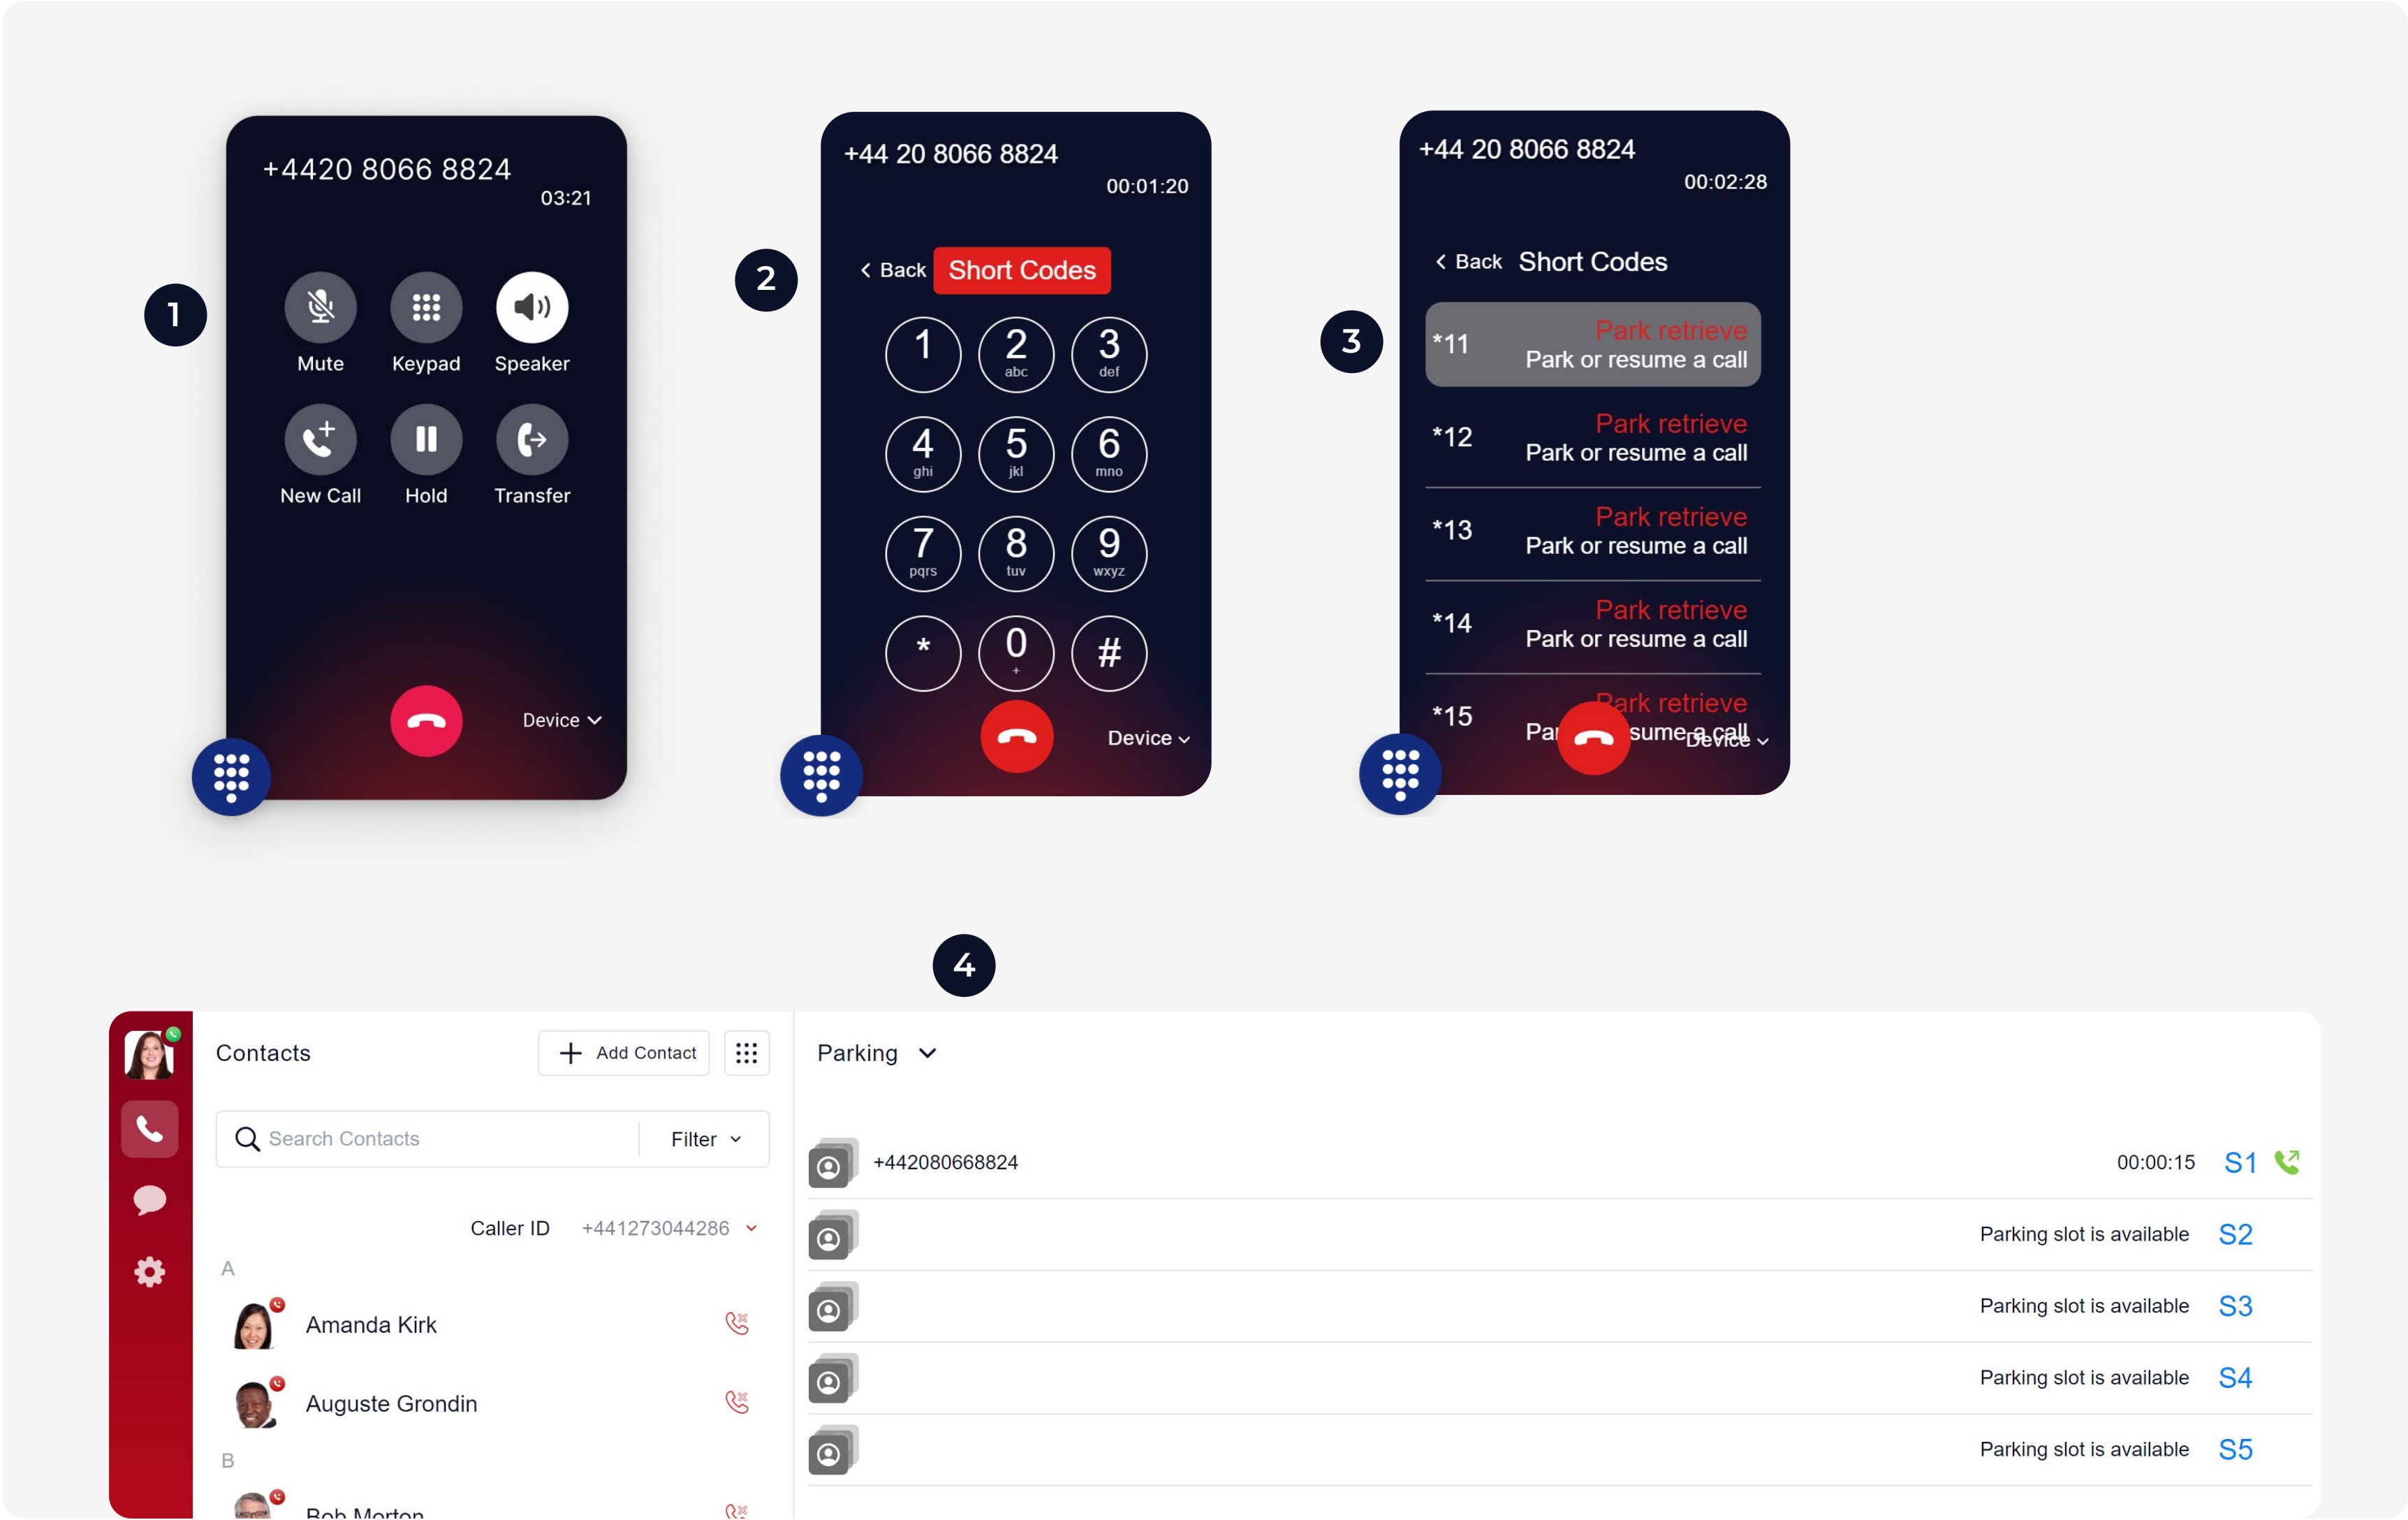 1
+4420 8066 8824
03:21
Mute Keypad Speaker
New Call Hold Transfer
Device
2
+44 20 8066 8824
00:01:20
Back Short Codes
1 2 3
abc def
4 5 6
ghi jkl mno
7 8 9
pqrs tuv wxyz
* 0 #
+
Device
3
+44 20 8066 8824
00:02:28
Back Short Codes
Park retrieve
*11
Park or resume a call
Park retrieve
*12
Park or resume a call
Park retrieve
*13
Park or resume a call
Park retrieve
*14
Park or resume a call
Park retrieve
*15
call
Device
4
Contacts
Add Contact
Search Contacts
Filter
Caller ID +441273044286
A
Amanda Kirk
Auguste Grondin
B
Bob Morton
Parking
+442080668824 00:00:15 S1
Parking slot is available S2
Parking slot is available S3
Parking slot is available S4
Parking slot is available S5